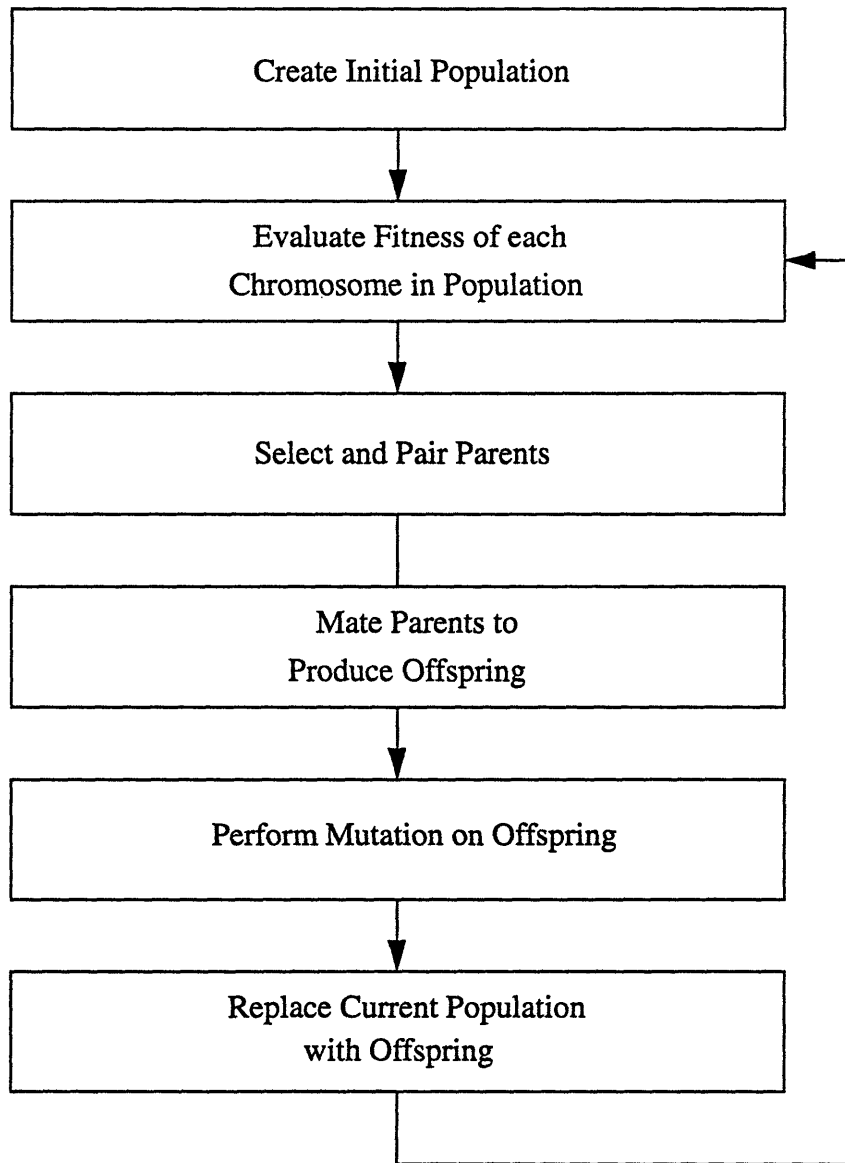 Create Initial Population
Evaluate Fitness of each
Chromosome in Population
Select and Pair Parents
Mate Parents to
Produce Offspring
Perform Mutation on Offspring
Replace Current Population
with Offspring